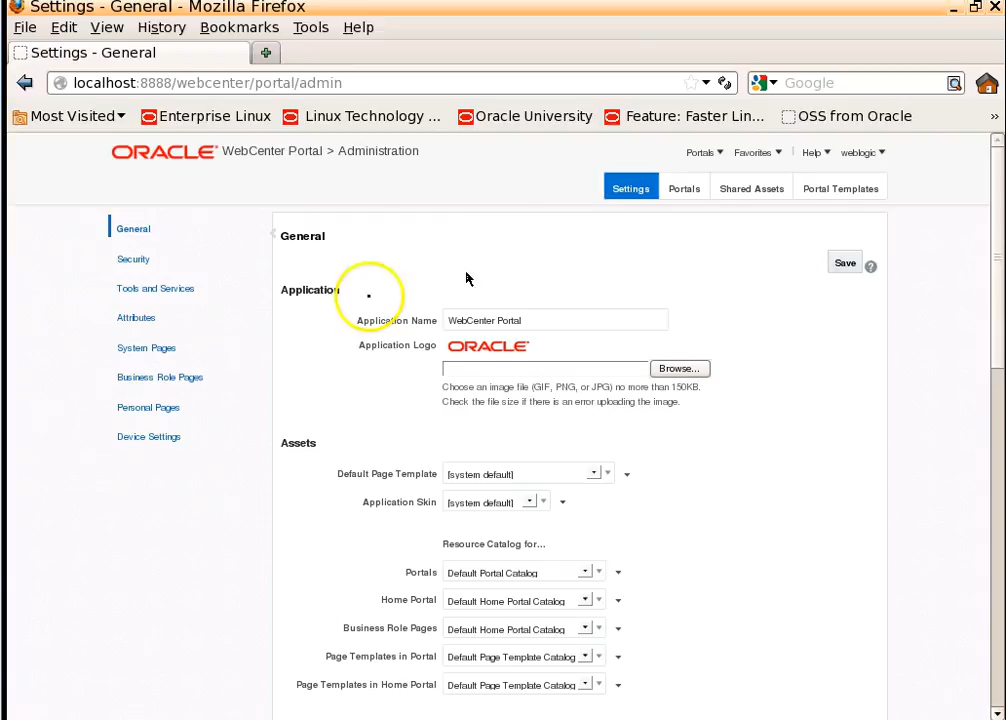 Settings - General - Mozilla Firefox
File Edit View History Bookmarks Tools Help
Settings - General
localhost:8888/webcenter/portal/admin
Google
Most Visited Enterprise Linux Linux Technology ... Oracle University Feature: Faster Lin... OSS from Oracle »
ORACLE WebCenter Portal > Administration
Portals Favorites Help weblogic
Settings Portals Shared Assets Portal Templates
General
Security
Tools and Services
Attributes
System Pages
Business Role Pages
Personal Pages
Device Settings
General
Save ?
Application
Application Name WebCenter Portal
Application Logo ORACLE
Browse...
Choose an image file (GIF, PNG, or JPG) no more than 150KB.
Check the file size if there is an error uploading the image.
Assets
Default Page Template [system default]
Application Skin [system default]
Resource Catalog for...
Portals Default Portal Catalog
Home Portal Default Home Portal Catalog
Business Role Pages Default Home Portal Catalog
Page Templates in Portal Default Page Template Catalog
Page Templates in Home Portal Default Page Template Catalog